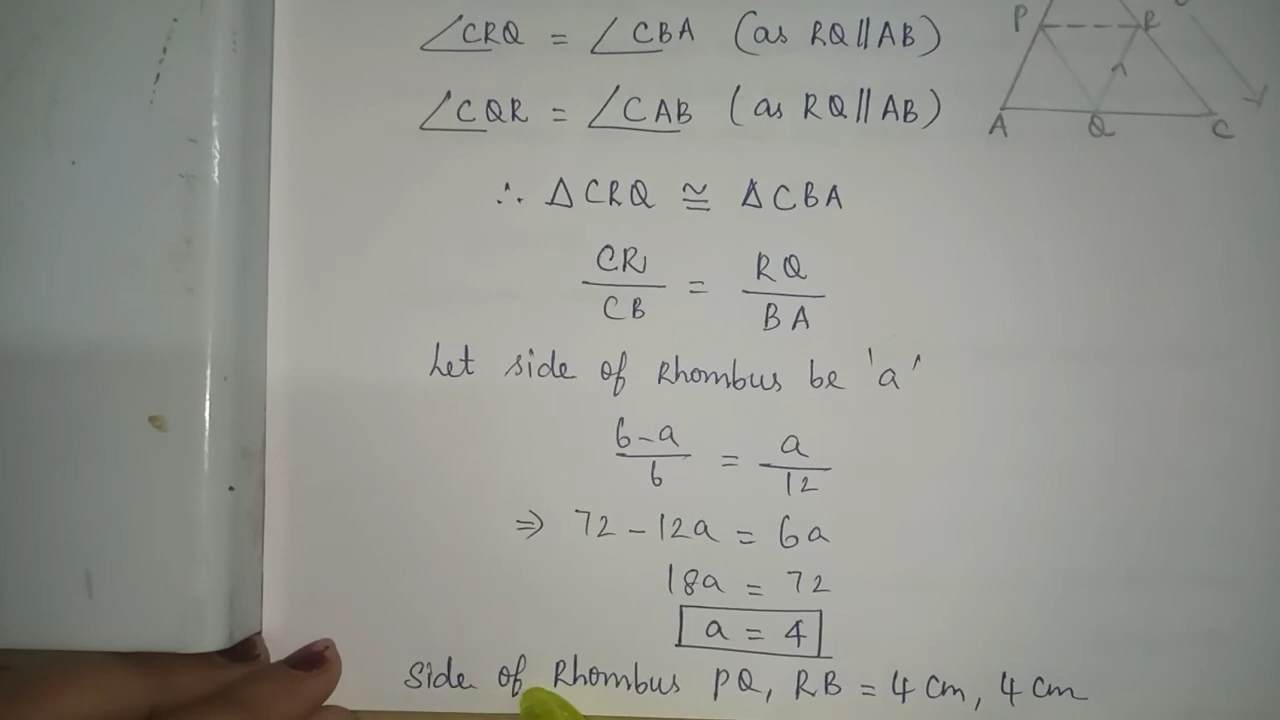 ∠CRQ = ∠CBA (as RQ∥AB)
∠CQR = ∠CAB (as RQ∥AB)
∴ ΔCRQ ≅ ΔCBA
CR/CB = RQ/BA
Let side of Rhombus be 'a'
6-a/6 = a/12
⇒ 72 - 12a = 6a
18a = 72
a = 4
Side of Rhombus PQ, RB = 4 cm, 4 cm
P R
A Q C